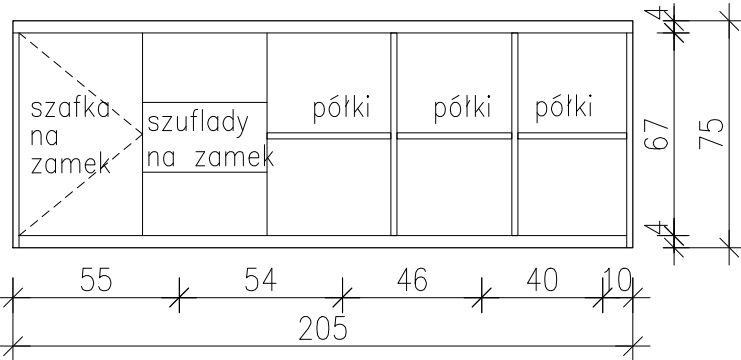 4
szafka
na
zamek
szuflady
na zamek
półki
półki
półki
67
75
4
55
54
46
40
10
205